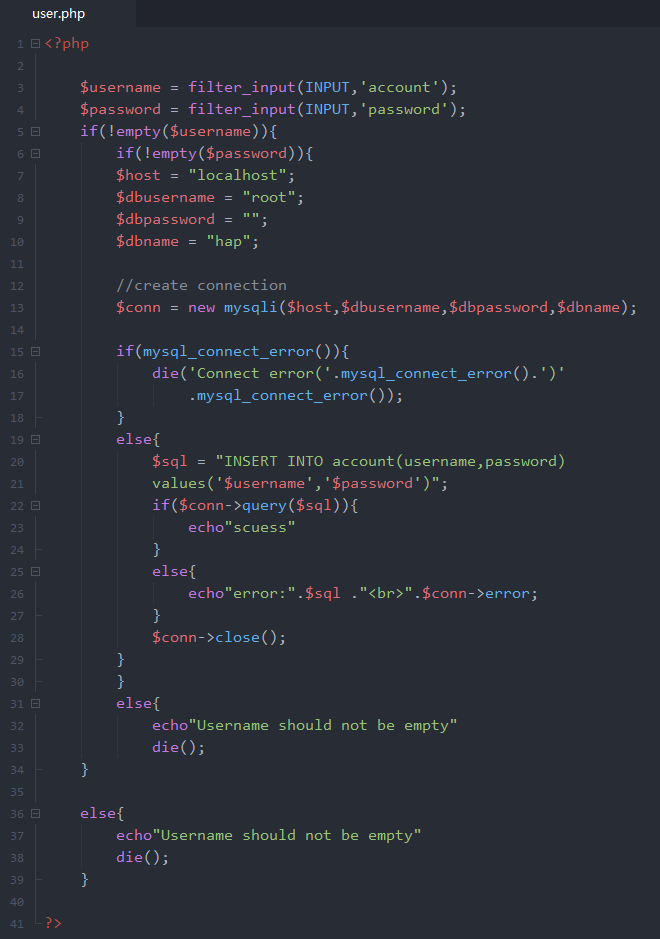 user.php
1 <?php
2
3 $username = filter_input(INPUT,'account');
4 $password = filter_input(INPUT,'password');
5 if(!empty($username)){
6 if(!empty($password)){
7 $host = "localhost";
8 $dbusername = "root";
9 $dbpassword = "";
10 $dbname = "hap";
11
12 //create connection
13 $conn = new mysqli($host,$dbusername,$dbpassword,$dbname);
14
15 if(mysql_connect_error()){
16 die('Connect error('.mysql_connect_error().')'
17 .mysql_connect_error());
18 }
19 else{
20 $sql = "INSERT INTO account(username,password)
21 values('$username','$password')";
22 if($conn->query($sql)){
23 echo"scuess"
24 }
25 else{
26 echo"error:".$sql ."<br>".$conn->error;
27 }
28 $conn->close();
29 }
30 }
31 else{
32 echo"Username should not be empty"
33 die();
34 }
35
36 else{
37 echo"Username should not be empty"
38 die();
39 }
40
41 ?>